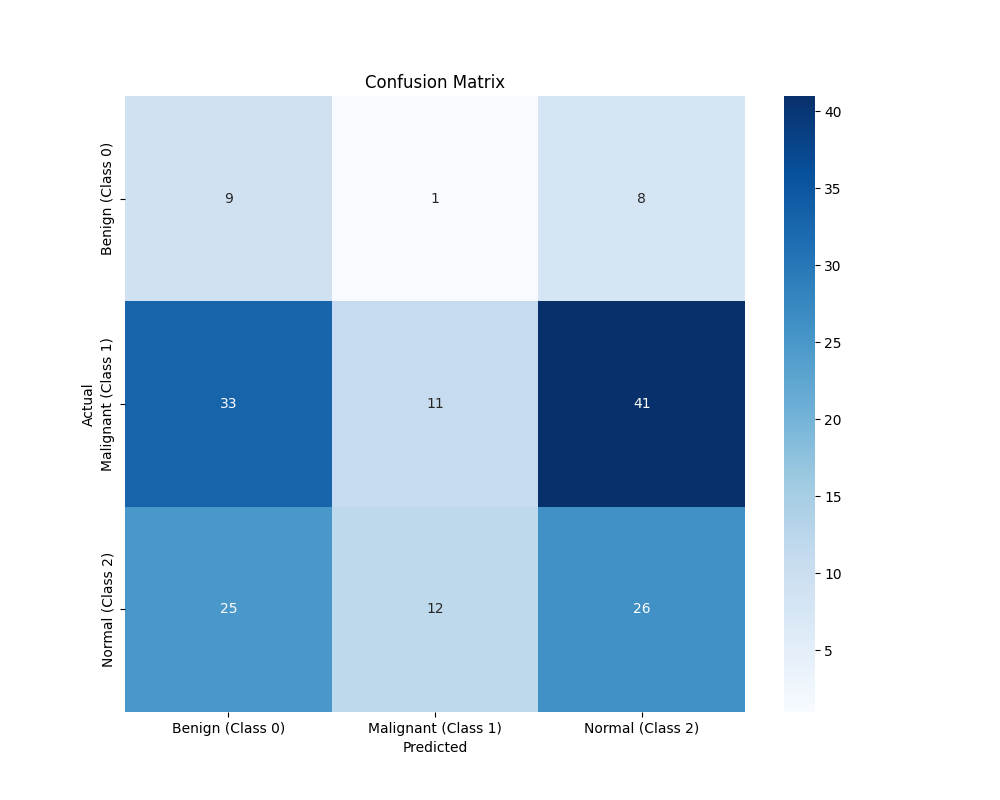 Confusion Matrix
Actual
Benign (Class 0)
9
1
8
Malignant (Class 1)
33
11
41
Normal (Class 2)
25
12
26
Benign (Class 0)
Malignant (Class 1)
Normal (Class 2)
Predicted
40
35
30
25
20
15
10
5